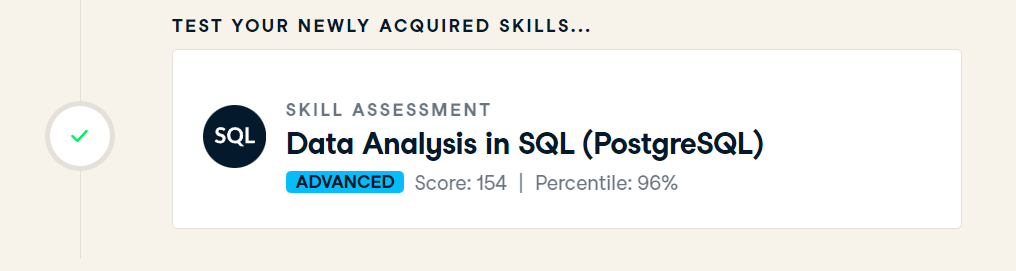 TEST YOUR NEWLY ACQUIRED SKILLS...
SKILL ASSESSMENT
SQL
Data Analysis in SQL (PostgreSQL)
ADVANCED Score: 154 | Percentile: 96%